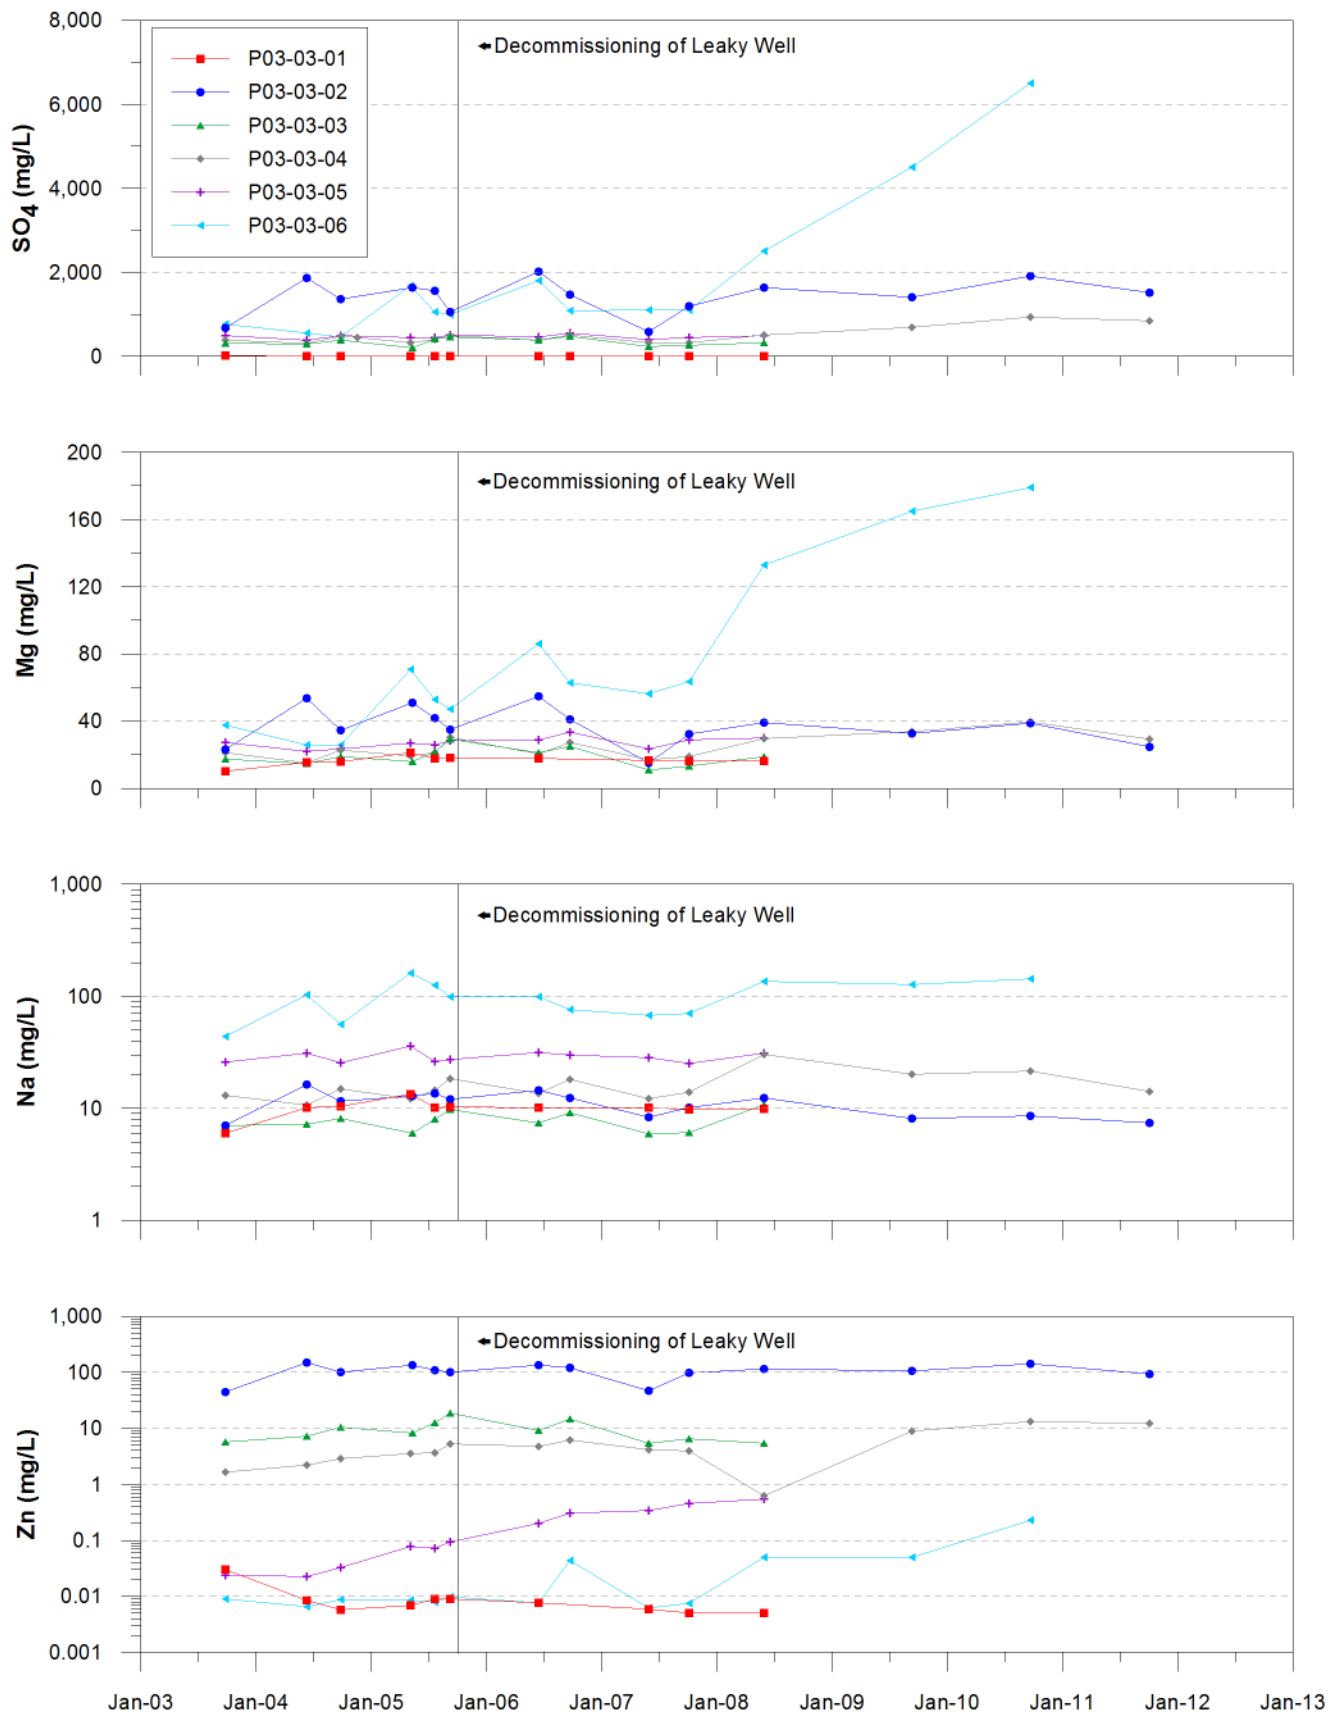 8,000
6,000
4,000
2,000
0
SO4 (mg/L)
P03-03-01
P03-03-02
P03-03-03
P03-03-04
P03-03-05
P03-03-06
Decommissioning of Leaky Well
200
160
120
80
40
0
Mg (mg/L)
Decommissioning of Leaky Well
1,000
100
10
1
Na (mg/L)
Decommissioning of Leaky Well
1,000
100
10
1
0.1
0.01
0.001
Zn (mg/L)
Decommissioning of Leaky Well
Jan-03 Jan-04 Jan-05 Jan-06 Jan-07 Jan-08 Jan-09 Jan-10 Jan-11 Jan-12 Jan-13